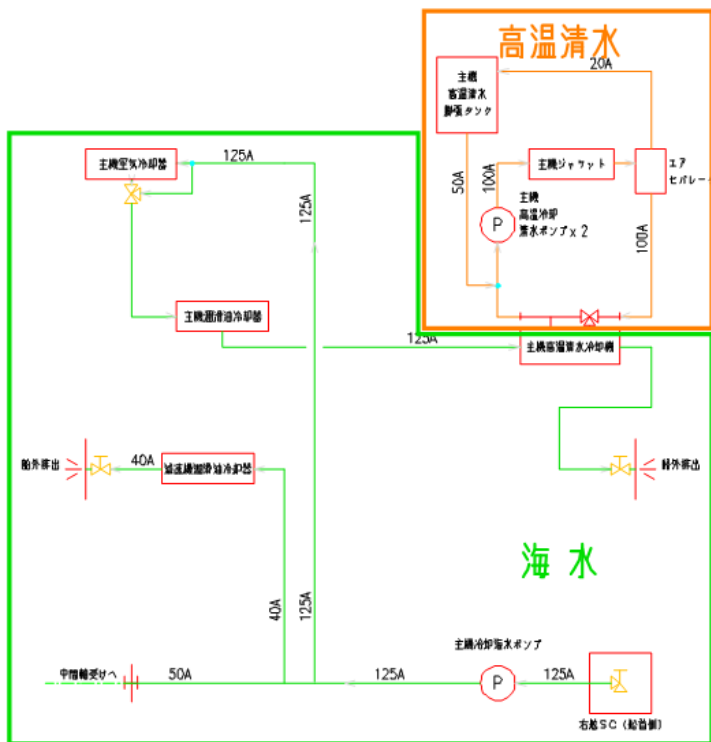 高温清水
20A
主機
高温清水
膨張タンク
主機空気冷却器
125A
主機ジャケット
エア
セパレータ
50A
100A
125A
主機
高温冷却
清水ポンプx2
P
100A
主機潤滑油冷却器
125A
主機高温清水冷却器
船外排出
40A
減速機潤滑油冷却器
船外排出
海水
40A
125A
主機冷却海水ポンプ
中間軸受けへ
50A
125A
P
125A
右舷SC(船首側)